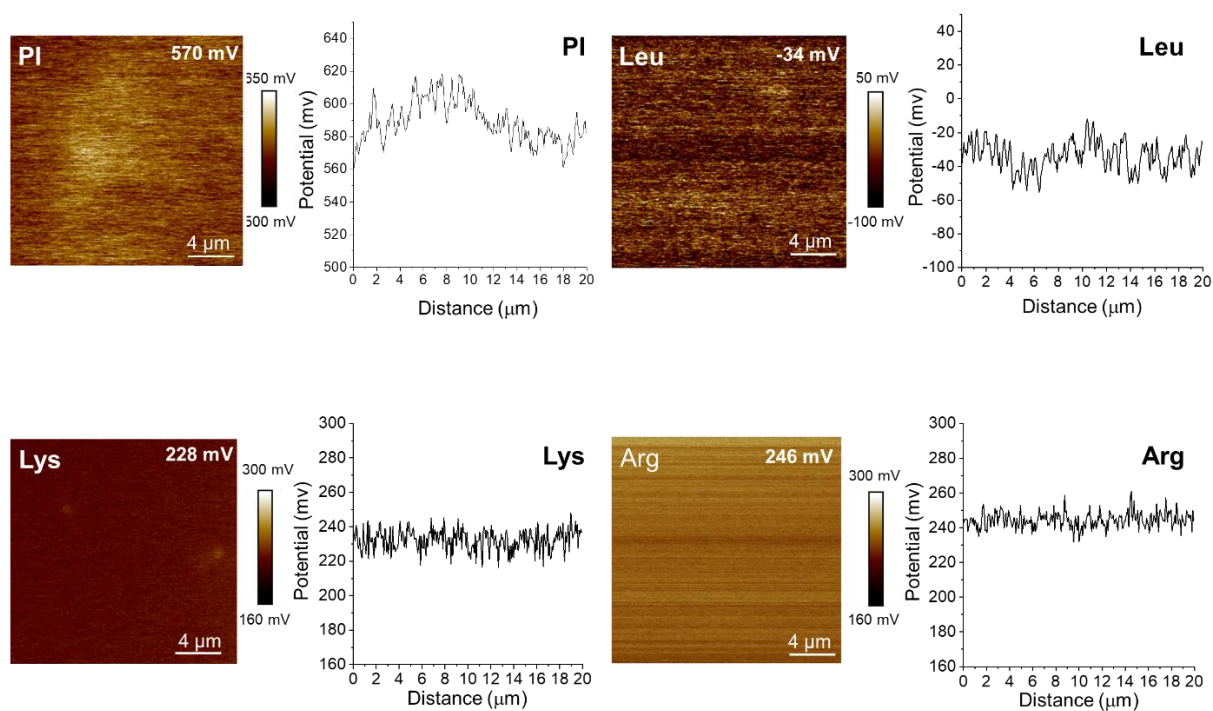 PI
570 mV
4 µm
350 mV
500 mV
PI
Potential (mv)
640
620
600
580
560
540
520
500
0 2 4 6 8 10 12 14 16 18 20
Distance (µm)
Leu
-34 mV
4 µm
50 mV
-100 mV
Leu
Potential (mv)
40
20
0
-20
-40
-60
-80
-100
0 2 4 6 8 10 12 14 16 18 20
Distance (µm)
Lys
228 mV
4 µm
300 mV
160 mV
Lys
Potential (mv)
300
280
260
240
220
200
180
160
0 2 4 6 8 10 12 14 16 18 20
Distance (µm)
Arg
246 mV
4 µm
300 mV
160 mV
Arg
Potential (mv)
300
280
260
240
220
200
180
160
0 2 4 6 8 10 12 14 16 18 20
Distance (µm)